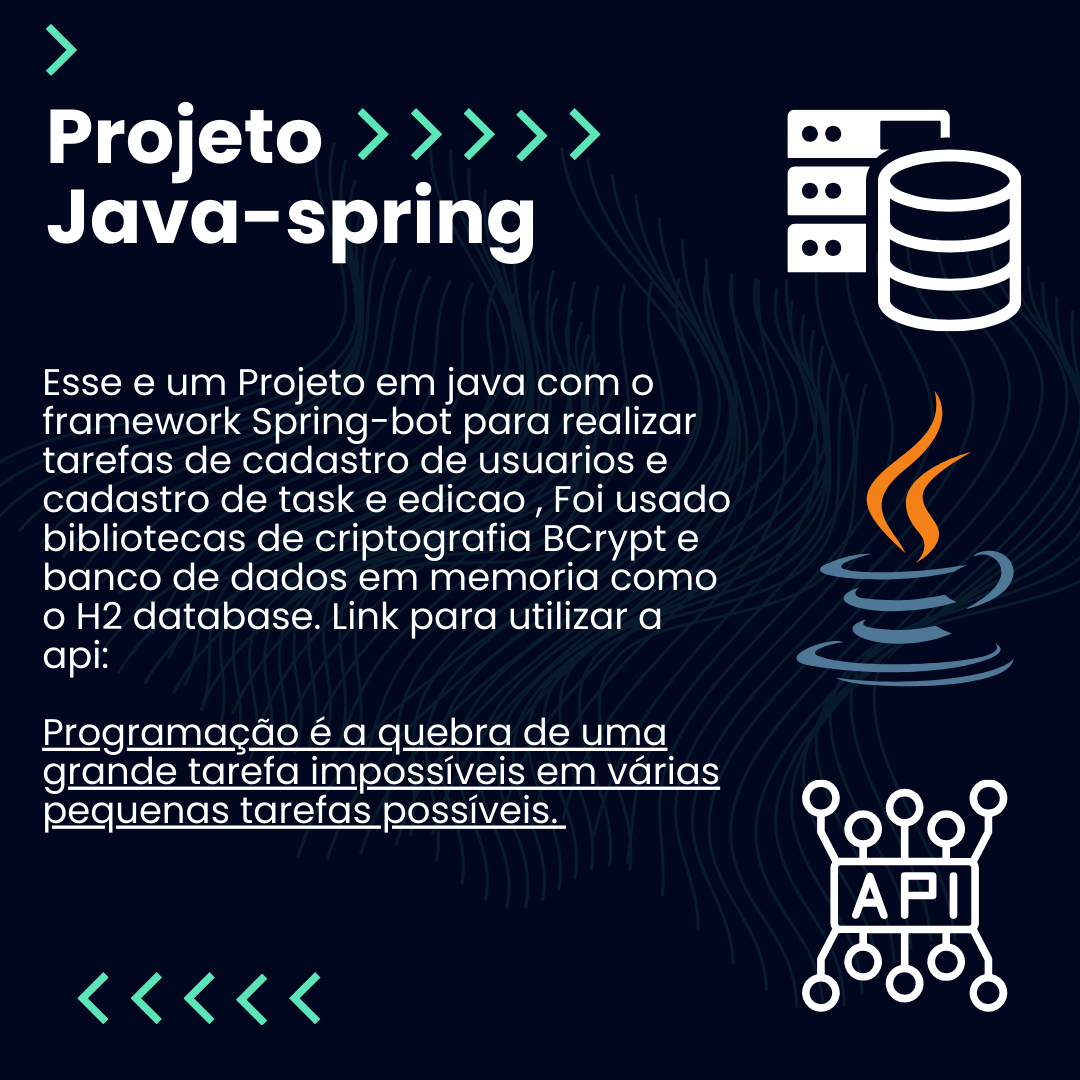 Projeto
Java-spring
Esse e um Projeto em java com o
framework Spring-bot para realizar
tarefas de cadastro de usuarios e
cadastro de task e edicao , Foi usado
bibliotecas de criptografia BCrypt e
banco de dados em memoria como
o H2 database. Link para utilizar a
api:
Programação é a quebra de uma
grande tarefa impossíveis em várias
pequenas tarefas possíveis.
API